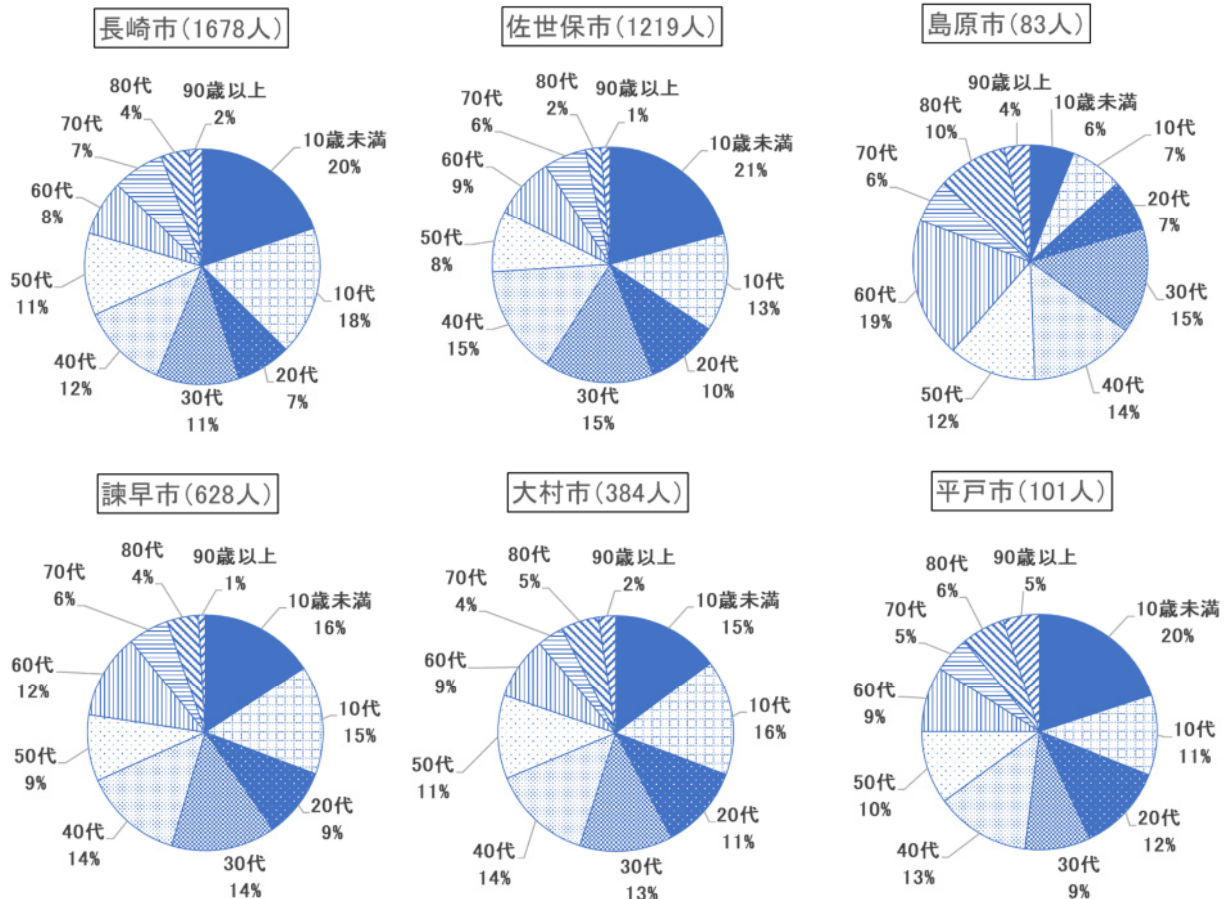 長崎市(1678人)
90歳以上
2%
10歳未満
20%
10代
18%
20代
7%
30代
11%
40代
12%
50代
11%
60代
8%
70代
7%
80代
4%
佐世保市(1219人)
90歳以上
1%
10歳未満
21%
10代
13%
20代
10%
30代
15%
40代
15%
50代
8%
60代
9%
70代
6%
80代
2%
島原市(83人)
90歳以上
4%
10歳未満
6%
10代
7%
20代
7%
30代
15%
40代
14%
50代
12%
60代
19%
70代
6%
80代
10%
諫早市(628人)
90歳以上
1%
10歳未満
16%
10代
15%
20代
9%
30代
14%
40代
14%
50代
9%
60代
12%
70代
6%
80代
4%
大村市(384人)
90歳以上
2%
10歳未満
15%
10代
16%
20代
11%
30代
13%
40代
14%
50代
11%
60代
9%
70代
4%
80代
5%
平戸市(101人)
90歳以上
5%
10歳未満
20%
10代
11%
20代
12%
30代
9%
40代
13%
50代
10%
60代
9%
70代
5%
80代
6%